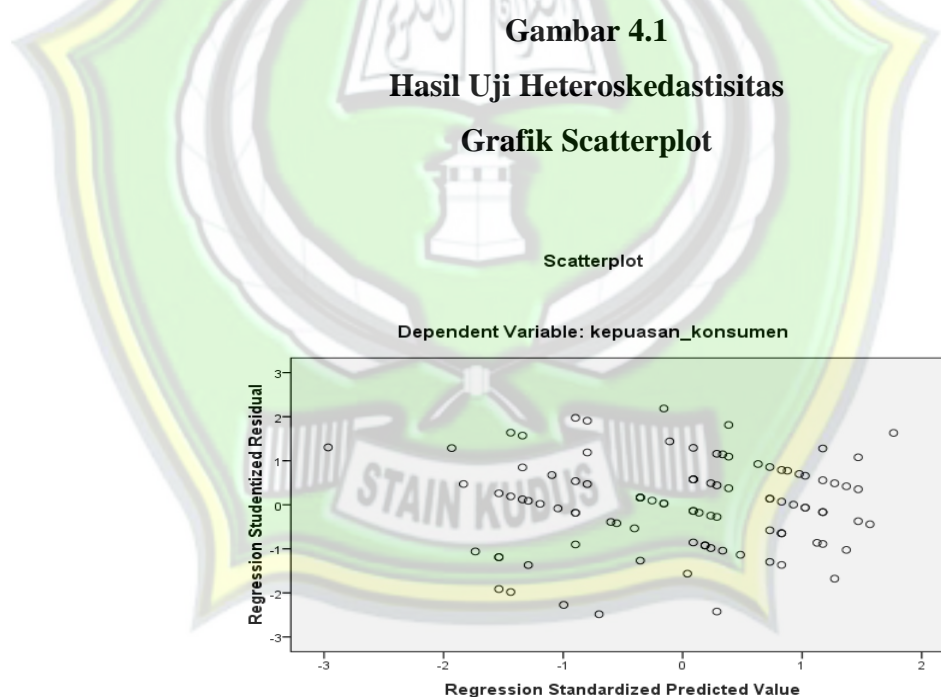 Gambar 4.1
Hasil Uji Heteroskedastisitas
Grafik Scatterplot
Scatterplot
Dependent Variable: kepuasan_konsumen
Regression Studentized Residual
3
2
1
0
-1
-2
-3
STAIN KUDUS
-3
-2
-1
0
1
2
Regression Standardized Predicted Value